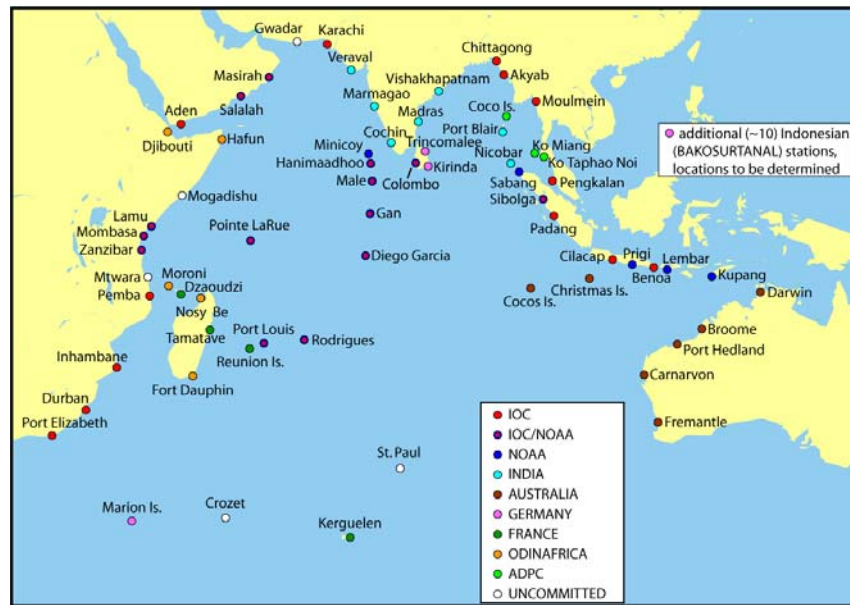 Gwadar
Karachi
Chittagong
Veraval
Masirah
Vishakhapatnam
Akyab
Marmagao
Coco Is.
Moulmein
Salalah
Aden
Madras
Port Blair
Djibouti
Hafun
Cochin
Trincomalee
Ko Miang
Minicoy
Nicobar
Ko Taphao Noi
Hanimaadhoo
Kirinda
Male
Colombo
Sabang
Pengkalan
Mogadishu
Sibolga
Lamu
Pointe LaRue
Gan
Padang
Mombasa
Zanzibar
Diego Garcia
Cilacap
Prigi
Lembar
Mtwara
Moroni
Benoa
Kupang
Dzaoudzi
Pemba
Cocos Is.
Christmas Is.
Darwin
Nosy Be
Port Louis
Tamatave
Rodrigues
Broome
Reunion Is.
Port Hedland
Inhambane
Carnarvon
Fort Dauphin
Durban
Port Elizabeth
Fremantle
St. Paul
Marion Is.
Crozet
Kerguelen
additional (~10) Indonesian
(BAKOSURTANAL) stations,
locations to be determined
IOC
IOC/NOAA
NOAA
INDIA
AUSTRALIA
GERMANY
FRANCE
ODINAFRICA
ADPC
UNCOMMITTED